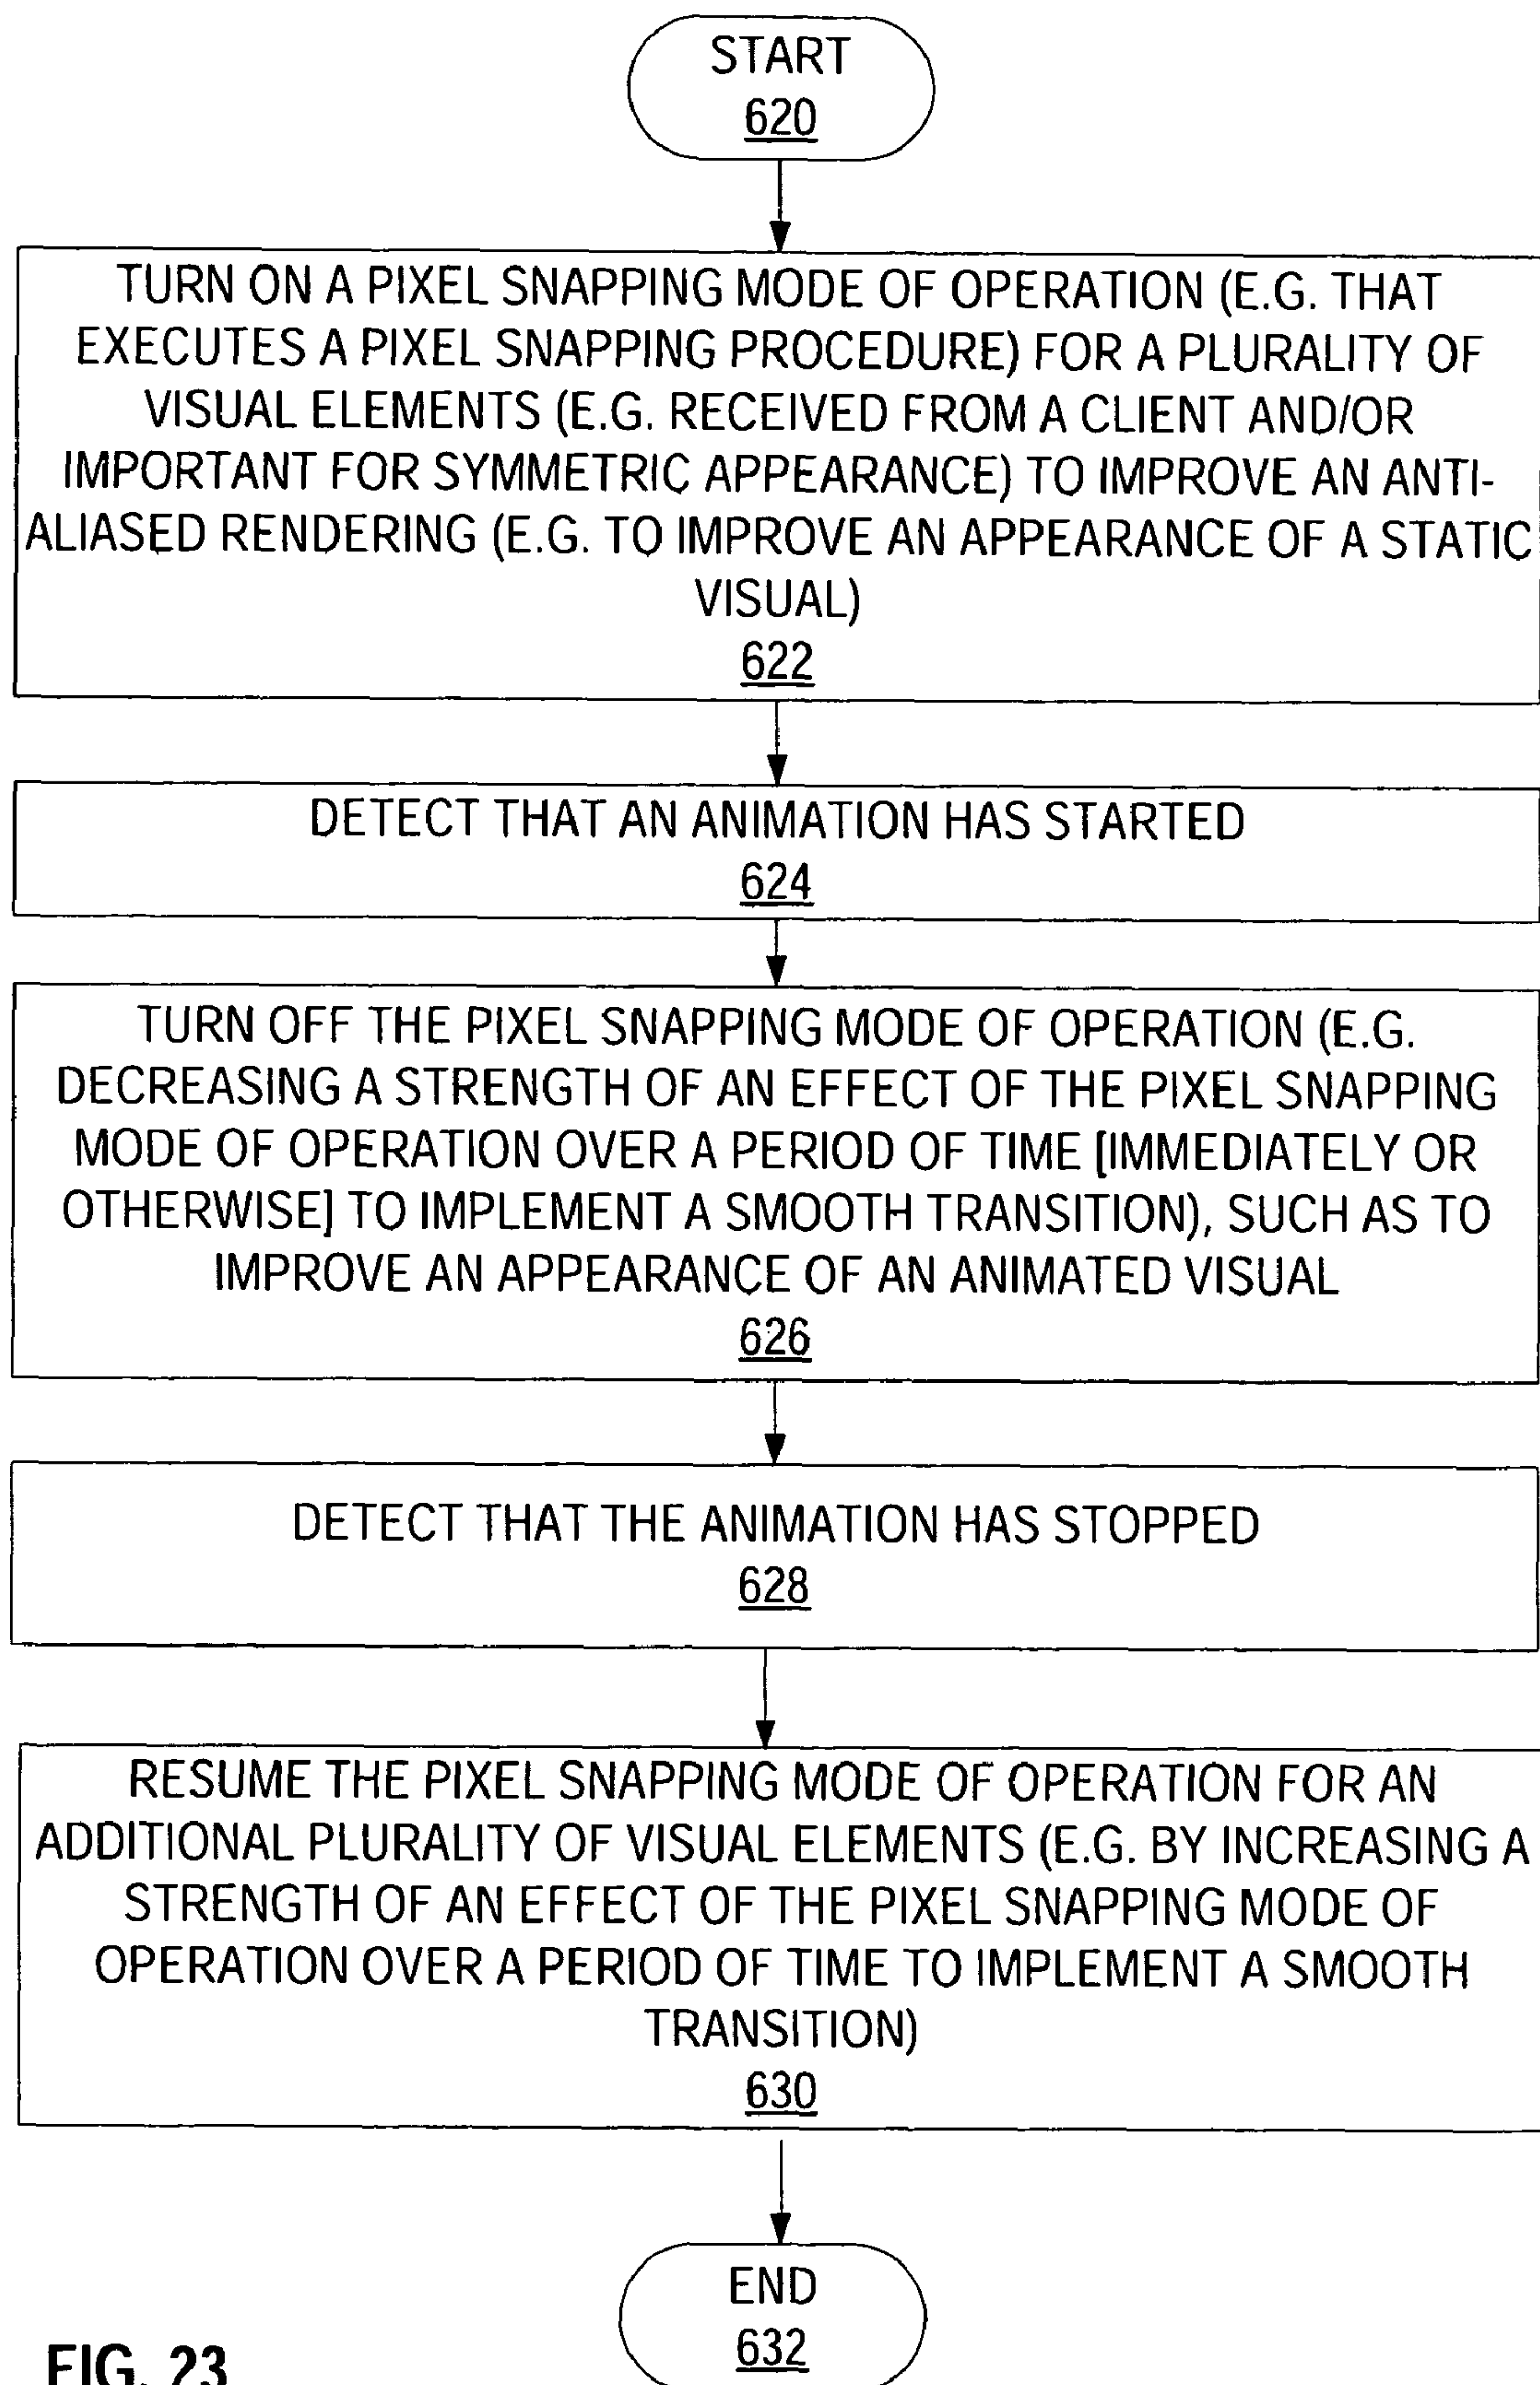 START
620
TURN ON A PIXEL SNAPPING MODE OF OPERATION (E.G. THAT
EXECUTES A PIXEL SNAPPING PROCEDURE) FOR A PLURALITY OF
VISUAL ELEMENTS (E.G. RECEIVED FROM A CLIENT AND/OR
IMPORTANT FOR SYMMETRIC APPEARANCE) TO IMPROVE AN ANTI-
ALIASED RENDERING (E.G. TO IMPROVE AN APPEARANCE OF A STATIC
VISUAL)
622
DETECT THAT AN ANIMATION HAS STARTED
624
TURN OFF THE PIXEL SNAPPING MODE OF OPERATION (E.G.
DECREASING A STRENGTH OF AN EFFECT OF THE PIXEL SNAPPING
MODE OF OPERATION OVER A PERIOD OF TIME [IMMEDIATELY OR
OTHERWISE] TO IMPLEMENT A SMOOTH TRANSITION), SUCH AS TO
IMPROVE AN APPEARANCE OF AN ANIMATED VISUAL
626
DETECT THAT THE ANIMATION HAS STOPPED
628
RESUME THE PIXEL SNAPPING MODE OF OPERATION FOR AN
ADDITIONAL PLURALITY OF VISUAL ELEMENTS (E.G. BY INCREASING A
STRENGTH OF AN EFFECT OF THE PIXEL SNAPPING MODE OF
OPERATION OVER A PERIOD OF TIME TO IMPLEMENT A SMOOTH
TRANSITION)
630
END
632
FIG. 23